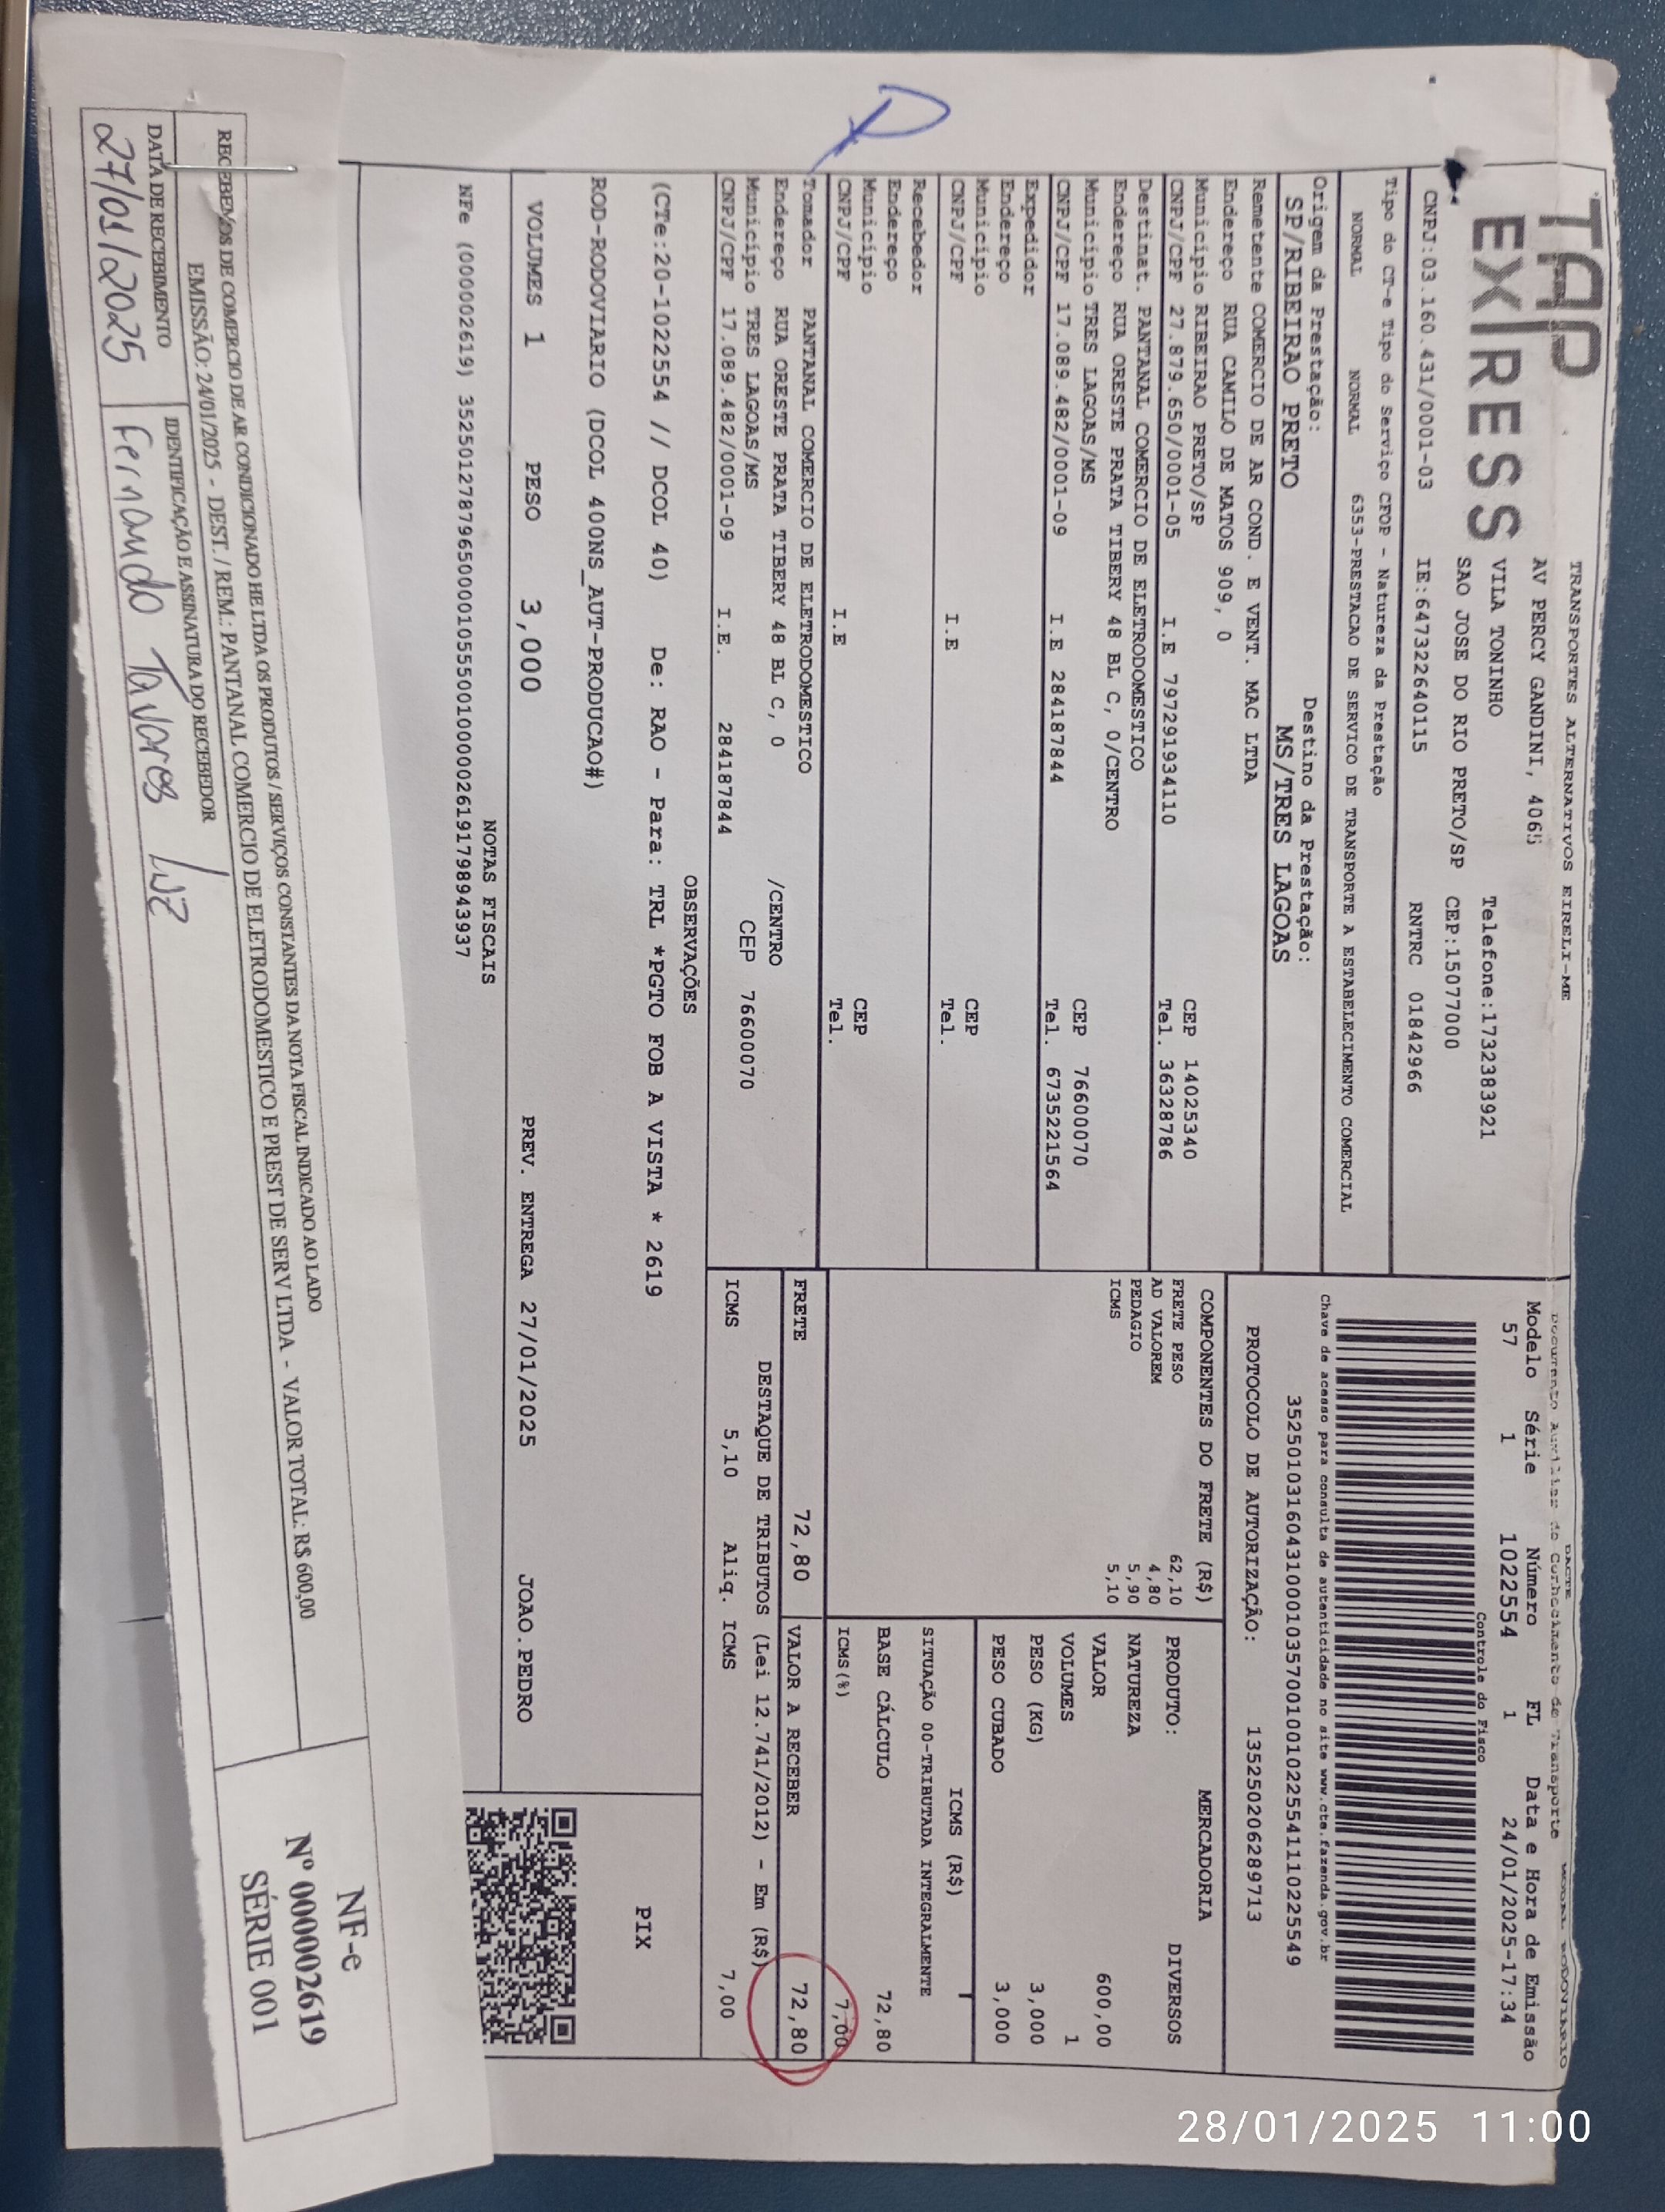 TAP
EX|RESS
TRANSPORTES ALTERNATIVOS EIRELI-ME
AV PERCY GANDINI, 4065
VILA TONINHO Telefone:1732383921
SAO JOSE DO RIO PRETO/SP CEP:15077000
CNPJ:03.160.431/0001-03 IE:647322640115 RNTRC 01842966
DACTE
Documento Auxiliar do Conhecimento de Transporte MODAL RODOVIARIO
Modelo Série Número FL Data e Hora de Emissão
57 1 1022554 1 24/01/2025-17:34
Controle do Fisco
Chave de acesso para consulta de autenticidade no site www.cte.fazenda.gov.br
35250103160431000103570010010225541110225549
PROTOCOLO DE AUTORIZAÇÃO: 135250206289713
Tipo do CT-e Tipo do Serviço CFOP - Natureza da Prestação
NORMAL NORMAL 6353-PRESTACAO DE SERVICO DE TRANSPORTE A ESTABELECIMENTO COMERCIAL
Origem da Prestação: Destino da Prestação:
SP/RIBEIRAO PRETO MS/TRES LAGOAS
Remetente COMERCIO DE AR COND. E VENT. MAC LTDA
Endereço RUA CAMILO DE MATOS 909, 0
Município RIBEIRAO PRETO/SP CEP 14025340
CNPJ/CPF 27.879.650/0001-05 I.E 797291934110 Tel. 36328786
Destinat. PANTANAL COMERCIO DE ELETRODOMESTICO
Endereço RUA ORESTE PRATA TIBERY 48 BL C, 0/CENTRO
Município TRES LAGOAS/MS CEP 76600070
CNPJ/CPF 17.089.482/0001-09 I.E 284187844 Tel. 6735221564
Expedidor
Endereço
Município CEP
CNPJ/CPF I.E Tel.
Recebedor
Endereço
Município CEP
CNPJ/CPF I.E Tel.
Tomador PANTANAL COMERCIO DE ELETRODOMESTICO
Endereço RUA ORESTE PRATA TIBERY 48 BL C, 0 /CENTRO
Município TRES LAGOAS/MS CEP 76600070
CNPJ/CPF 17.089.482/0001-09 I.E. 284187844
COMPONENTES DO FRETE (R$)
FRETE PESO 62,10
AD VALOREM 4,80
PEDAGIO 5,90
ICMS 5,10
MERCADORIA
PRODUTO: DIVERSOS
NATUREZA
VALOR 600,00
VOLUMES 1
PESO (KG) 3,000
PESO CUBADO 3,000
ICMS (R$)
SITUAÇÃO 00-TRIBUTADA INTEGRALMENTE
BASE CÁLCULO 72,80
ICMS(%) 7,00
FRETE 72,80 VALOR A RECEBER 72,80
DESTAQUE DE TRIBUTOS (Lei 12.741/2012) - Em (R$)
ICMS 5,10 Aliq. ICMS 7,00
OBSERVAÇÕES
(CTe:20-1022554 // DCOL 40) De: RAO - Para: TRL *PGTO FOB A VISTA * 2619
ROD-RODOVIARIO (DCOL 400NS_AUT-PRODUCAO#)
PIX
VOLUMES 1 PESO 3,000 PREV. ENTREGA 27/01/2025 JOAO.PEDRO
NOTAS FISCAIS
NFe (000002619) 35250127879650000105550010000026191798943937
RECEBEMOS DE COMERCIO DE AR CONDICIONADO HE LTDA OS PRODUTOS / SERVIÇOS CONSTANTES DA NOTA FISCAL INDICADO AO LADO
EMISSÃO: 24/01/2025 - DEST. / REM.: PANTANAL COMERCIO DE ELETRODOMESTICO E PREST DE SERV LTDA - VALOR TOTAL: R$ 600,00
DATA DE RECEBIMENTO IDENTIFICAÇÃO E ASSINATURA DO RECEBEDOR
27/01/2025 Fernando Tavares Luz
NF-e
Nº 000002619
SÉRIE 001
28/01/2025 11:00